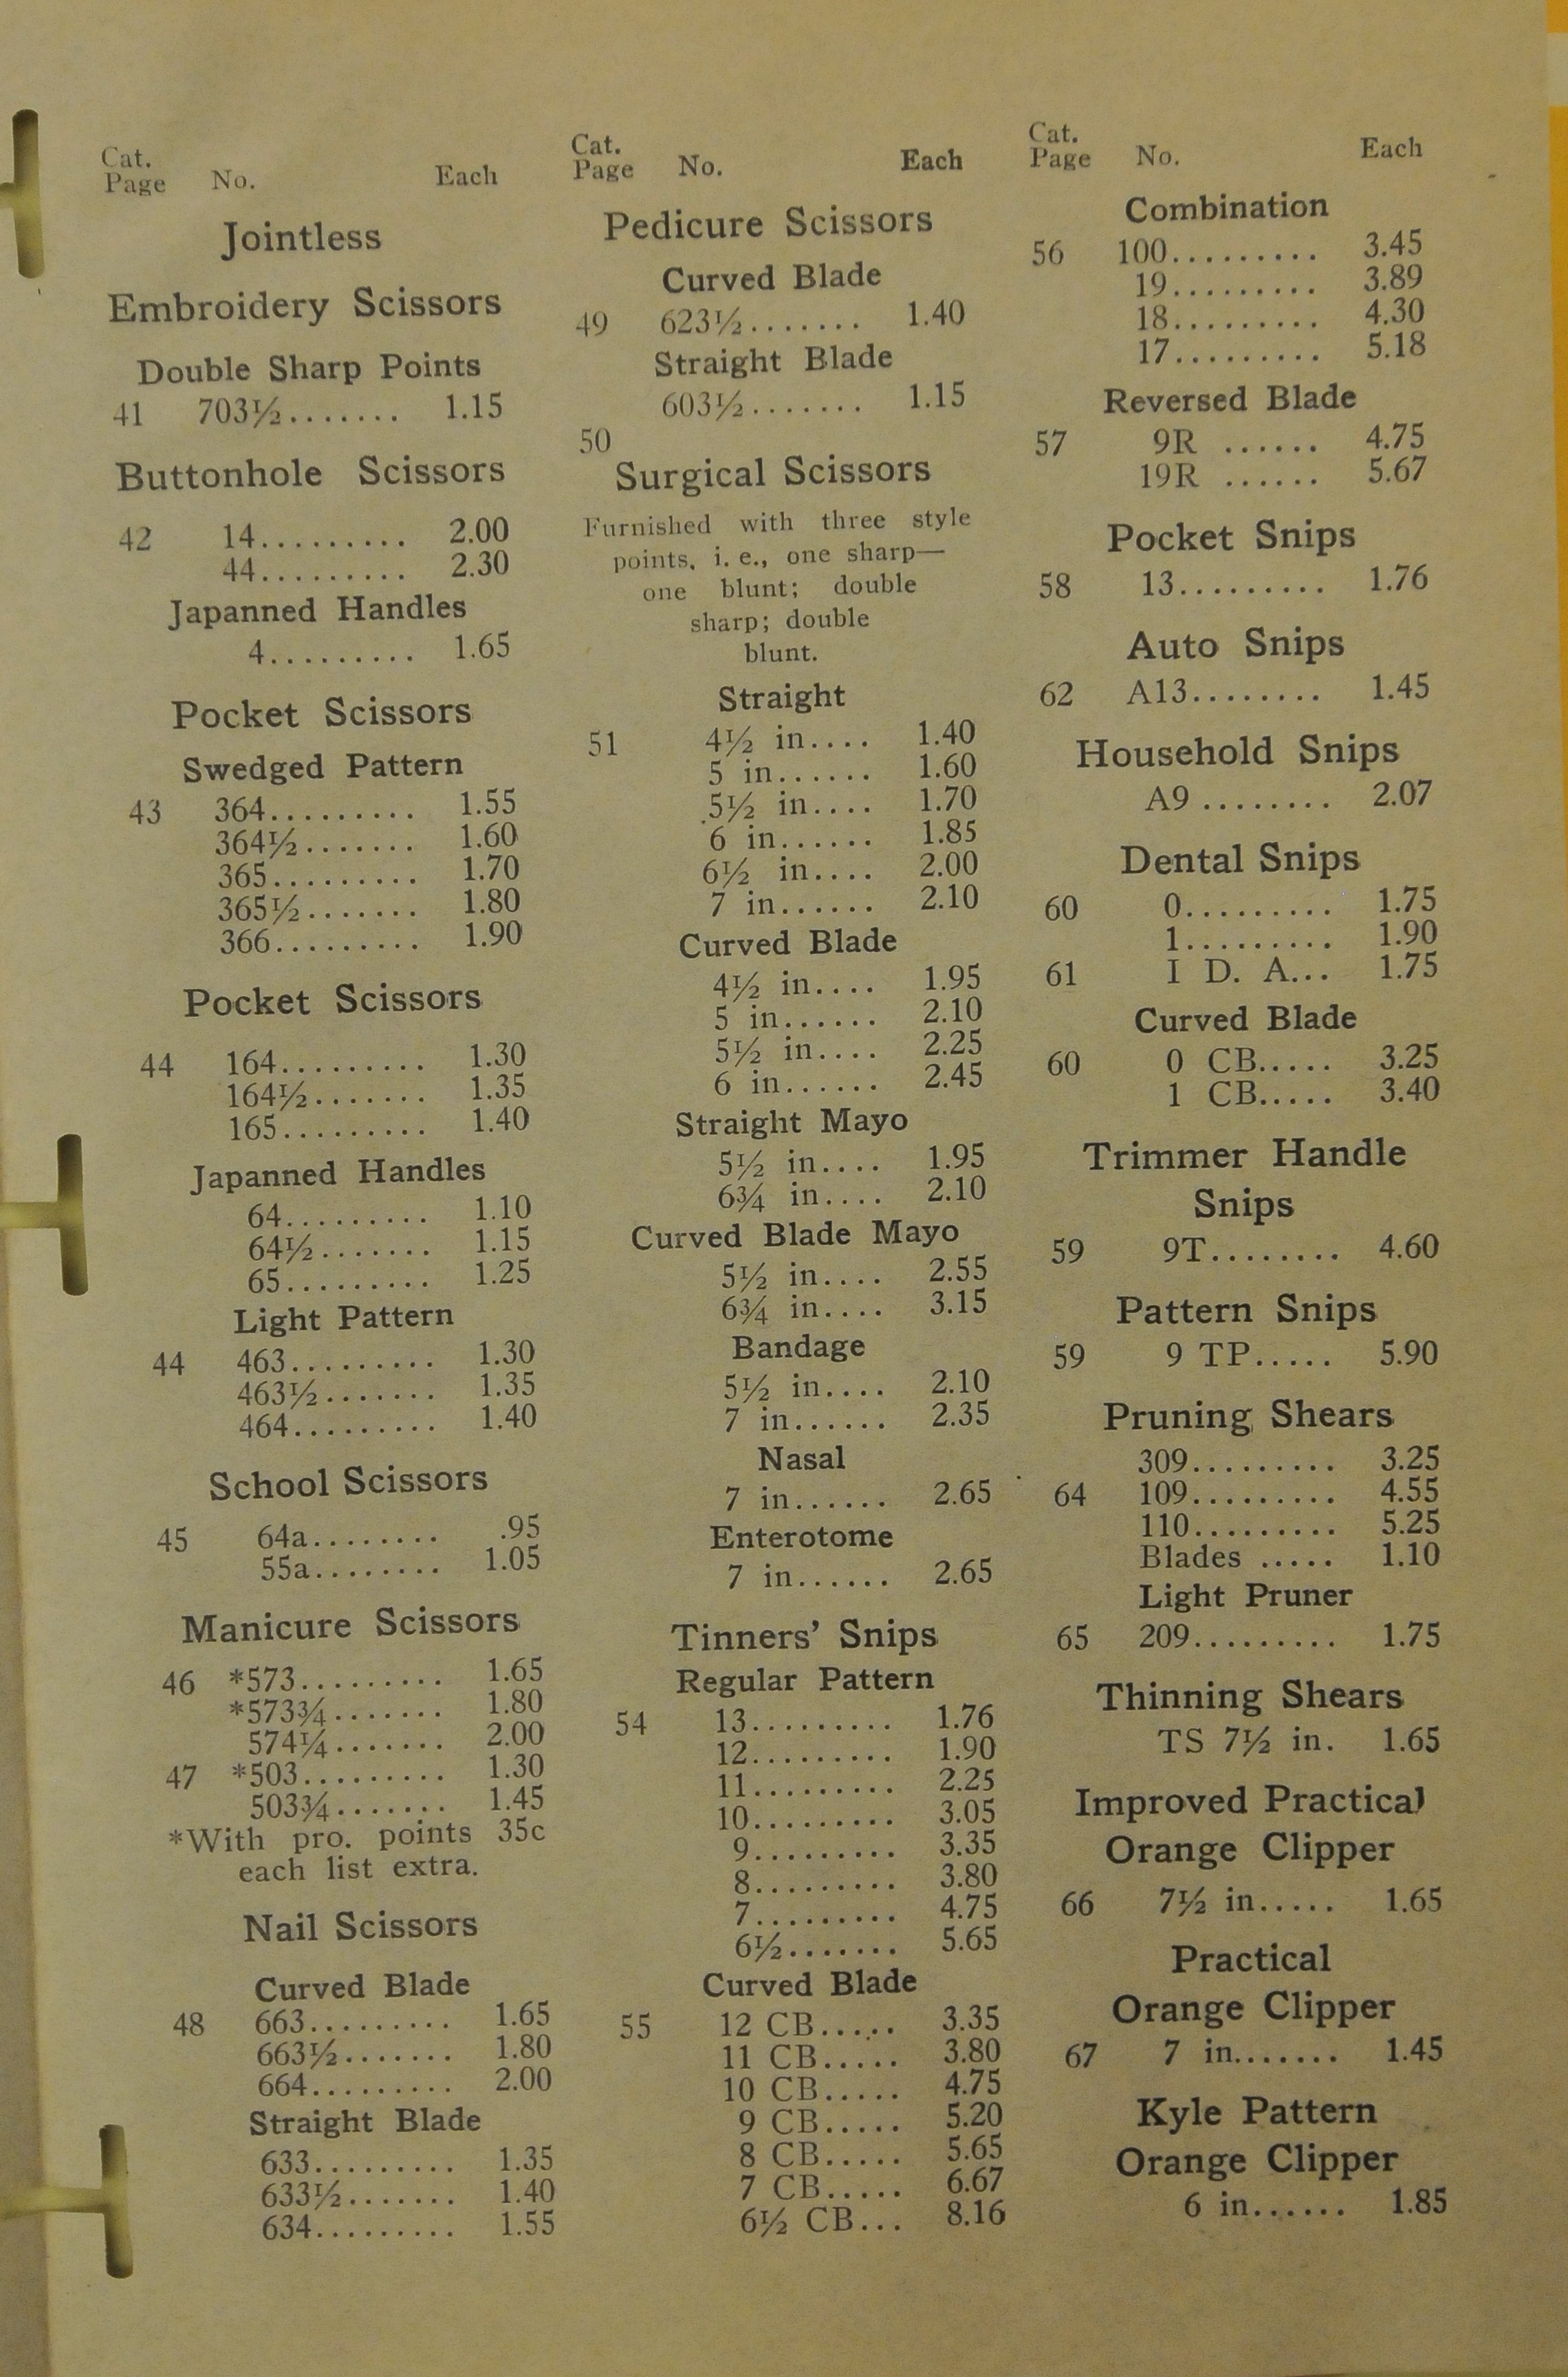 Cat.
Page No. Each
Jointless
Embroidery Scissors
Double Sharp Points
41 703½....... 1.15
Buttonhole Scissors
42 14......... 2.00
44......... 2.30
Japanned Handles
4......... 1.65
Pocket Scissors
Swedged Pattern
43 364......... 1.55
364½....... 1.60
365......... 1.70
365½....... 1.80
366......... 1.90
Pocket Scissors
44 164......... 1.30
164½....... 1.35
165......... 1.40
Japanned Handles
64......... 1.10
64½....... 1.15
65......... 1.25
Light Pattern
44 463......... 1.30
463½....... 1.35
464......... 1.40
School Scissors
45 64a........ .95
55a........ 1.05
Manicure Scissors
46 *573......... 1.65
*573¾....... 1.80
574¼....... 2.00
47 *503......... 1.30
503¾....... 1.45
*With pro. points 35c
each list extra.
Nail Scissors
Curved Blade
48 663......... 1.65
663½....... 1.80
664......... 2.00
Straight Blade
633......... 1.35
633½....... 1.40
634......... 1.55
Cat.
Page No. Each
Pedicure Scissors
Curved Blade
49 623½....... 1.40
Straight Blade
603½....... 1.15
50
Surgical Scissors
Furnished with three style
points, i. e., one sharp—
one blunt; double
sharp; double
blunt.
Straight
51 4½ in.... 1.40
5 in...... 1.60
5½ in.... 1.70
6 in...... 1.85
6½ in.... 2.00
7 in...... 2.10
Curved Blade
4½ in.... 1.95
5 in...... 2.10
5½ in.... 2.25
6 in...... 2.45
Straight Mayo
5½ in.... 1.95
6¾ in.... 2.10
Curved Blade Mayo
5½ in.... 2.55
6¾ in.... 3.15
Bandage
5½ in.... 2.10
7 in...... 2.35
Nasal
7 in...... 2.65
Enterotome
7 in...... 2.65
Tinners' Snips
Regular Pattern
54 13......... 1.76
12......... 1.90
11......... 2.25
10......... 3.05
9......... 3.35
8......... 3.80
7......... 4.75
6½....... 5.65
Curved Blade
55 12 CB..... 3.35
11 CB..... 3.80
10 CB..... 4.75
9 CB..... 5.20
8 CB..... 5.65
7 CB..... 6.67
6½ CB... 8.16
Cat.
Page No. Each
Combination
56 100......... 3.45
19......... 3.89
18......... 4.30
17......... 5.18
Reversed Blade
57 9R ...... 4.75
19R ...... 5.67
Pocket Snips
58 13......... 1.76
Auto Snips
62 A13........ 1.45
Household Snips
A9 ........ 2.07
Dental Snips
60 0......... 1.75
1......... 1.90
61 I D. A... 1.75
Curved Blade
60 0 CB..... 3.25
1 CB..... 3.40
Trimmer Handle
Snips
59 9T........ 4.60
Pattern Snips
59 9 TP..... 5.90
Pruning Shears
309......... 3.25
64 109......... 4.55
110......... 5.25
Blades ..... 1.10
Light Pruner
65 209......... 1.75
Thinning Shears
TS 7½ in. 1.65
Improved Practical
Orange Clipper
66 7½ in..... 1.65
Practical
Orange Clipper
67 7 in....... 1.45
Kyle Pattern
Orange Clipper
6 in...... 1.85